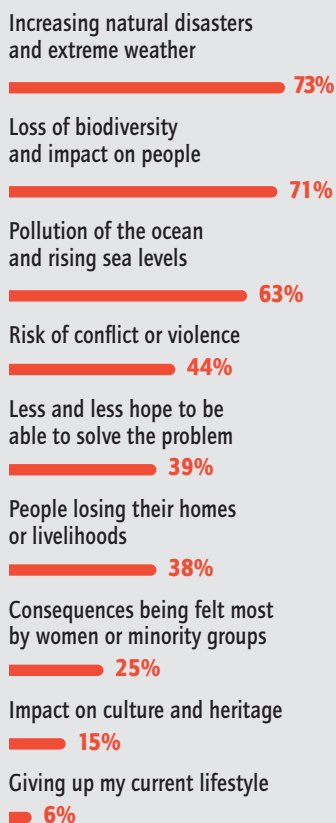 Increasing natural disasters
and extreme weather
73%
Loss of biodiversity
and impact on people
71%
Pollution of the ocean
and rising sea levels
63%
Risk of conflict or violence
44%
Less and less hope to be
able to solve the problem
39%
People losing their homes
or livelihoods
38%
Consequences being felt most
by women or minority groups
25%
Impact on culture and heritage
15%
Giving up my current lifestyle
6%